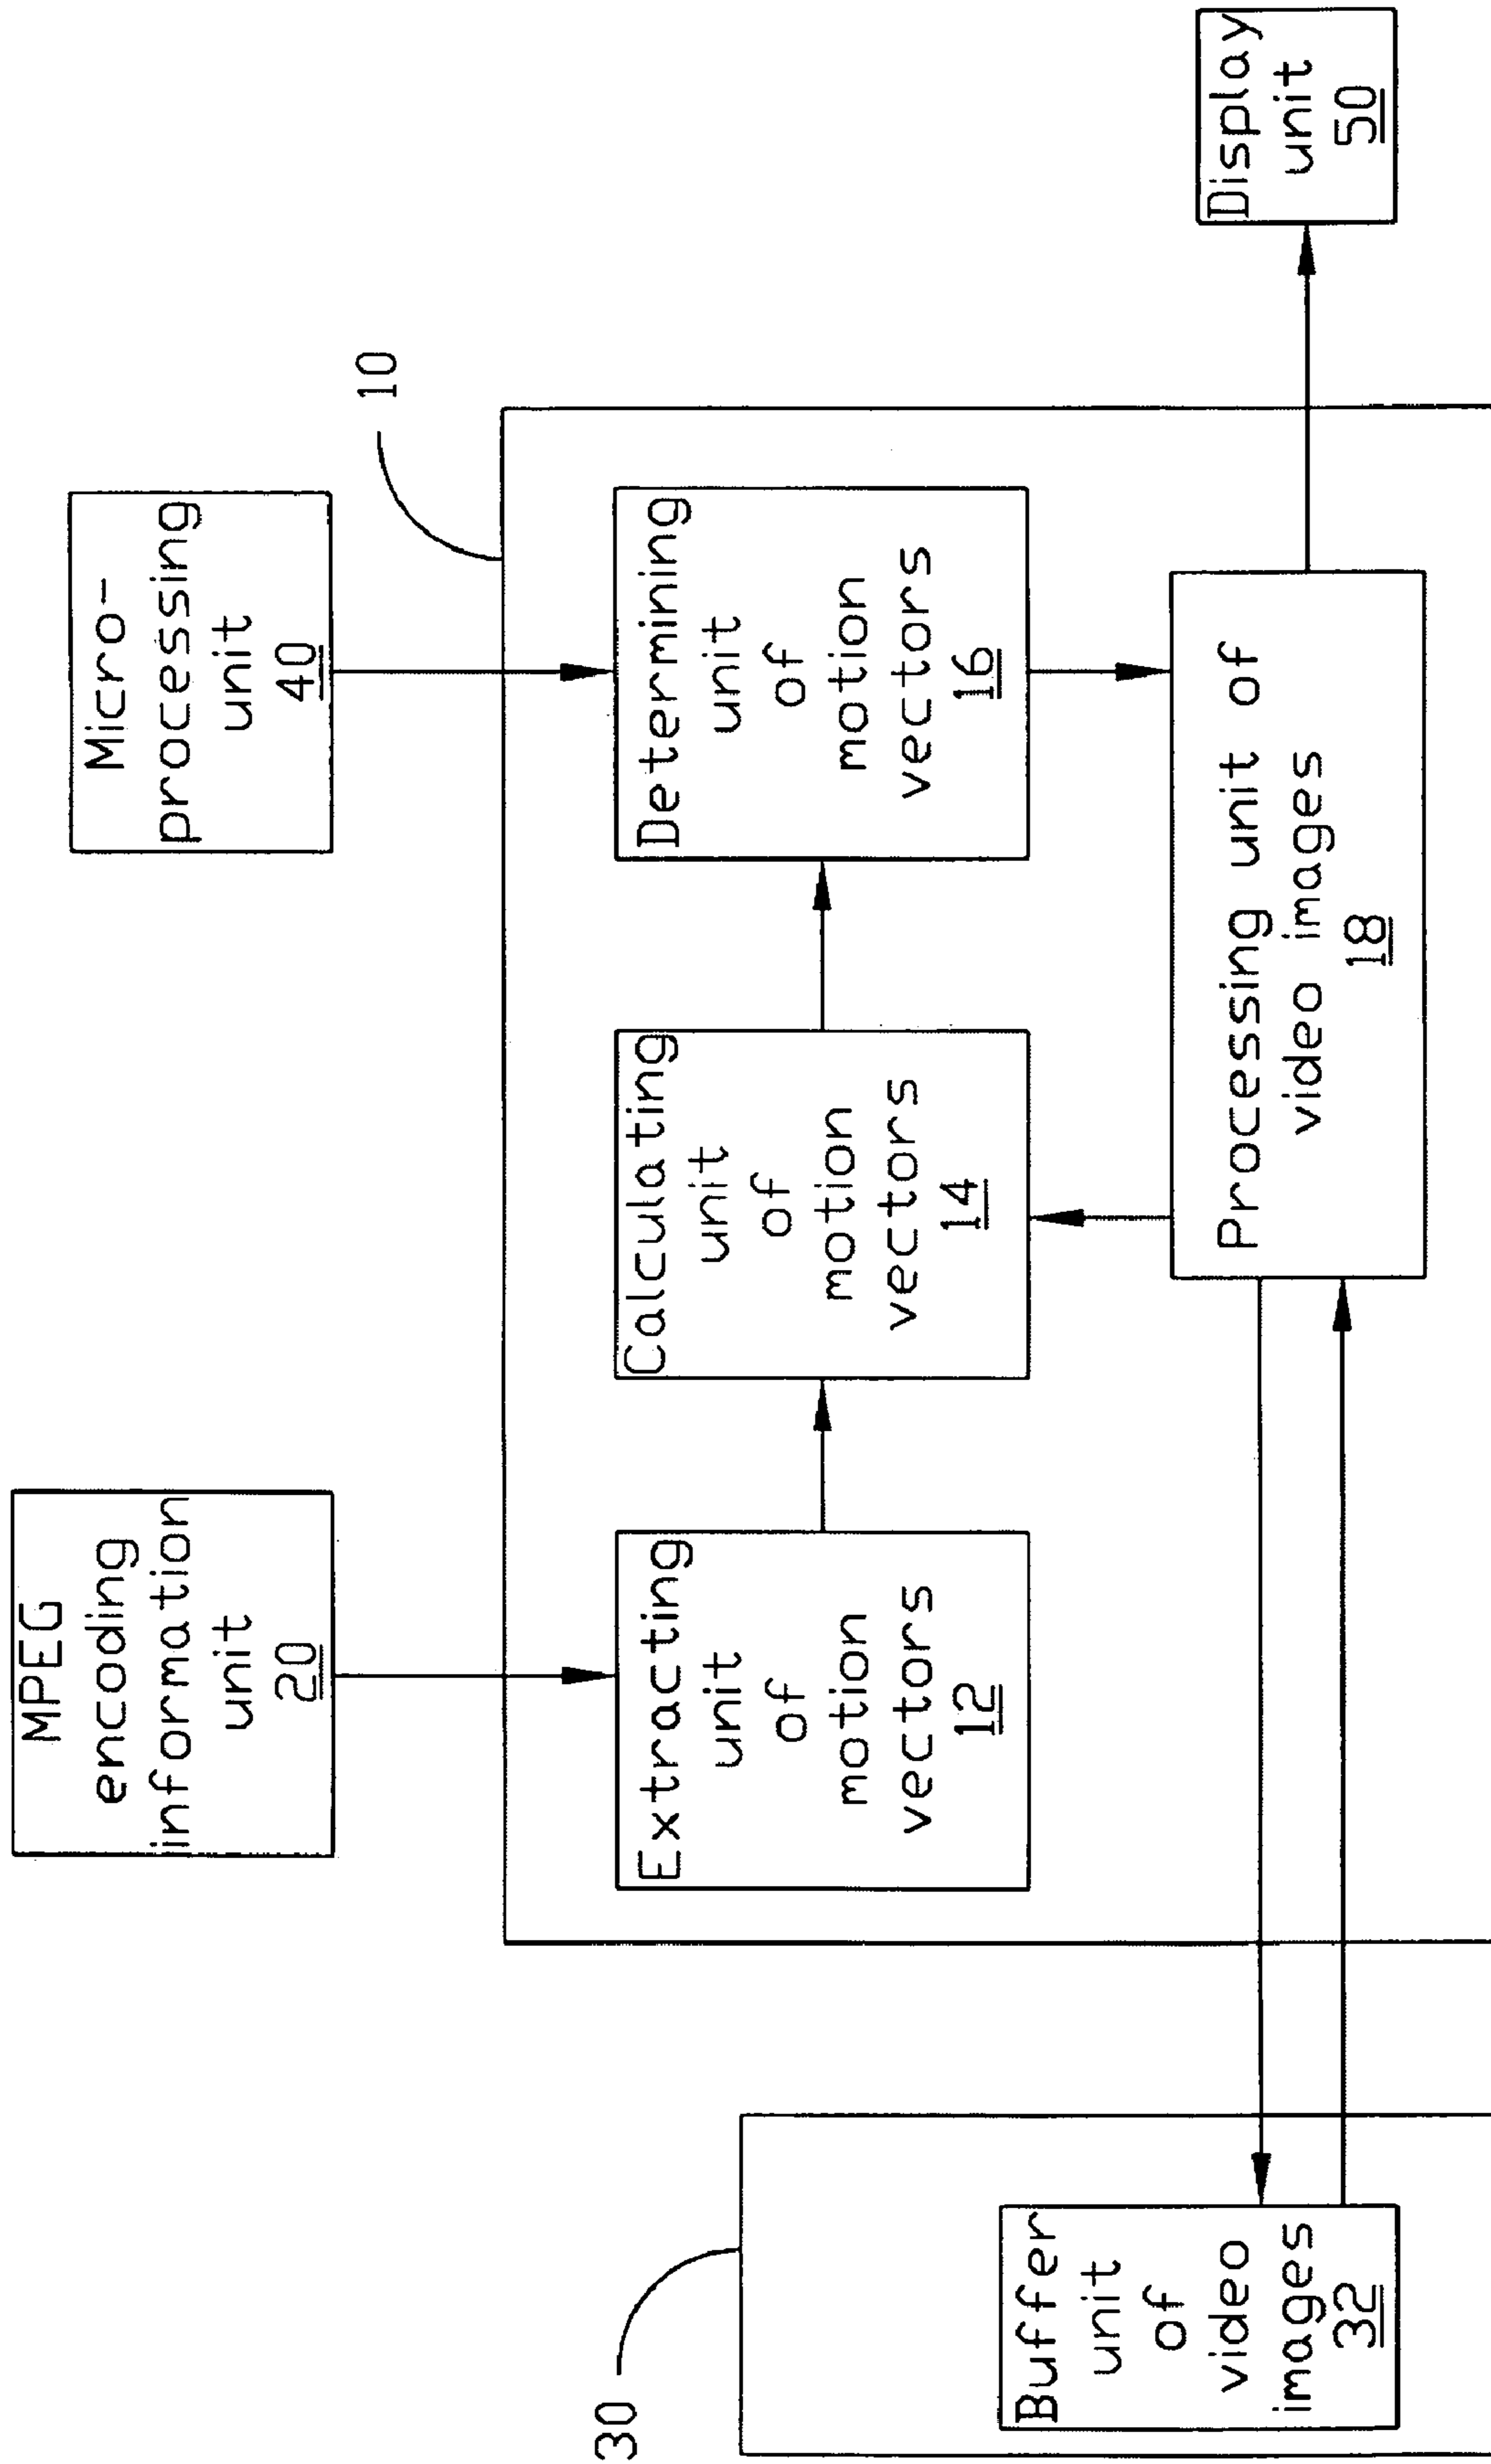 MPEG
encoding
information
unit
20
Micro-
processing
unit
40
10
30
Extracting
unit
of
motion
vectors
12
Calculating
unit
of
motion
vectors
14
Determining
unit
of
motion
vectors
16
Buffer
unit
of
video
images
32
Processing unit of
video images
18
Display
unit
50